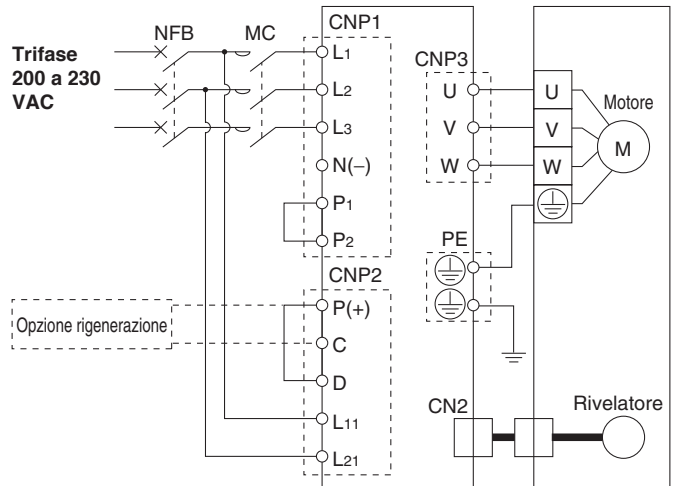 Trifase
200 a 230
VAC
NFB
MC
CNP1
L1
L2
L3
N(−)
P1
P2
CNP2
P(+)
C
D
L11
L21
Opzione rigenerazione
CNP3
U
V
W
PE
CN2
U
V
W
Motore
M
Rivelatore